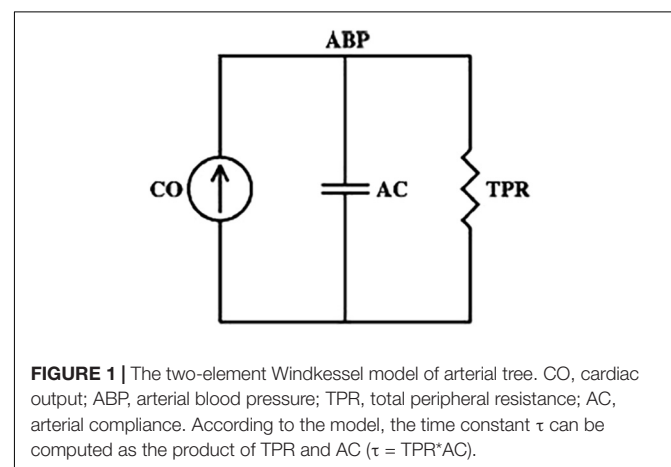 ABP
CO
AC
TPR
FIGURE 1 | The two-element Windkessel model of arterial tree. CO, cardiac
output; ABP, arterial blood pressure; TPR, total peripheral resistance; AC,
arterial compliance. According to the model, the time constant τ can be
computed as the product of TPR and AC (τ = TPR*AC).